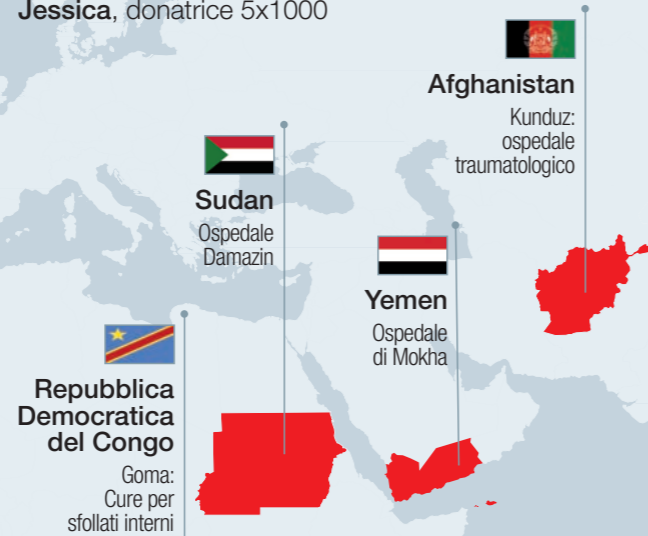 Jessica, donatrice 5x1000
Afghanistan
Kunduz:
ospedale
traumatologico
Sudan
Ospedale
Damazin
Yemen
Ospedale
di Mokha
Repubblica
Democratica
del Congo
Goma:
Cure per
sfollati interni